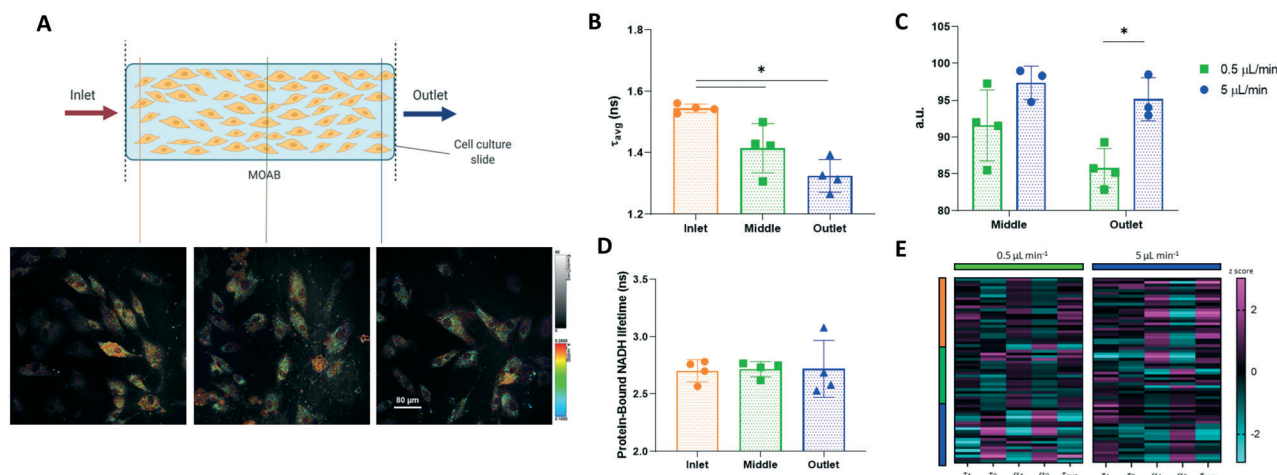 A
Inlet
Outlet
Cell culture
slide
MOAB
80 µm
B
τavg (ns)
1.8
1.6
1.4
1.2
*
Inlet
Middle
Outlet
C
a.u.
105
100
95
90
85
80
*
Middle
Outlet
0.5 µL/min
5 µL/min
D
Protein-Bound NADH lifetime (ns)
3.5
3.0
2.5
2.0
Inlet
Middle
Outlet
E
0.5 µL min⁻¹
5 µL min⁻¹
z score
2
0
-2